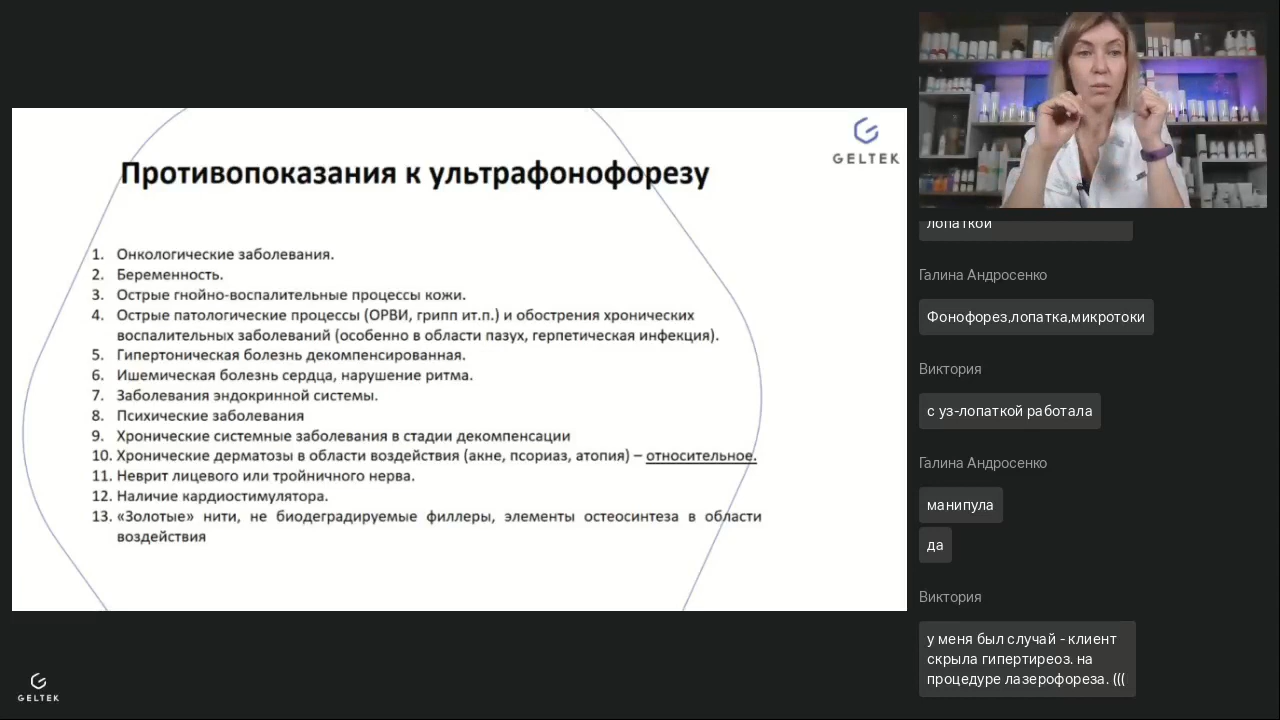 GELTEK
Противопоказания к ультрафонофорезу
1. Онкологические заболевания.
2. Беременность.
3. Острые гнойно-воспалительные процессы кожи.
4. Острые патологические процессы (ОРВИ, грипп ит.п.) и обострения хронических
воспалительных заболеваний (особенно в области пазух, герпетическая инфекция).
5. Гипертоническая болезнь декомпенсированная.
6. Ишемическая болезнь сердца, нарушение ритма.
7. Заболевания эндокринной системы.
8. Психические заболевания
9. Хронические системные заболевания в стадии декомпенсации
10. Хронические дерматозы в области воздействия (акне, псориаз, атопия) – относительное.
11. Неврит лицевого или тройничного нерва.
12. Наличие кардиостимулятора.
13. «Золотые» нити, не биодеградируемые филлеры, элементы остеосинтеза в области
воздействия
GELTEK
лопаткой
Галина Андросенко
Фонофорез,лопатка,микротоки
Виктория
с уз-лопаткой работала
Галина Андросенко
манипула
да
Виктория
у меня был случай - клиент
скрыла гипертиреоз. на
процедуре лазерофореза. (((